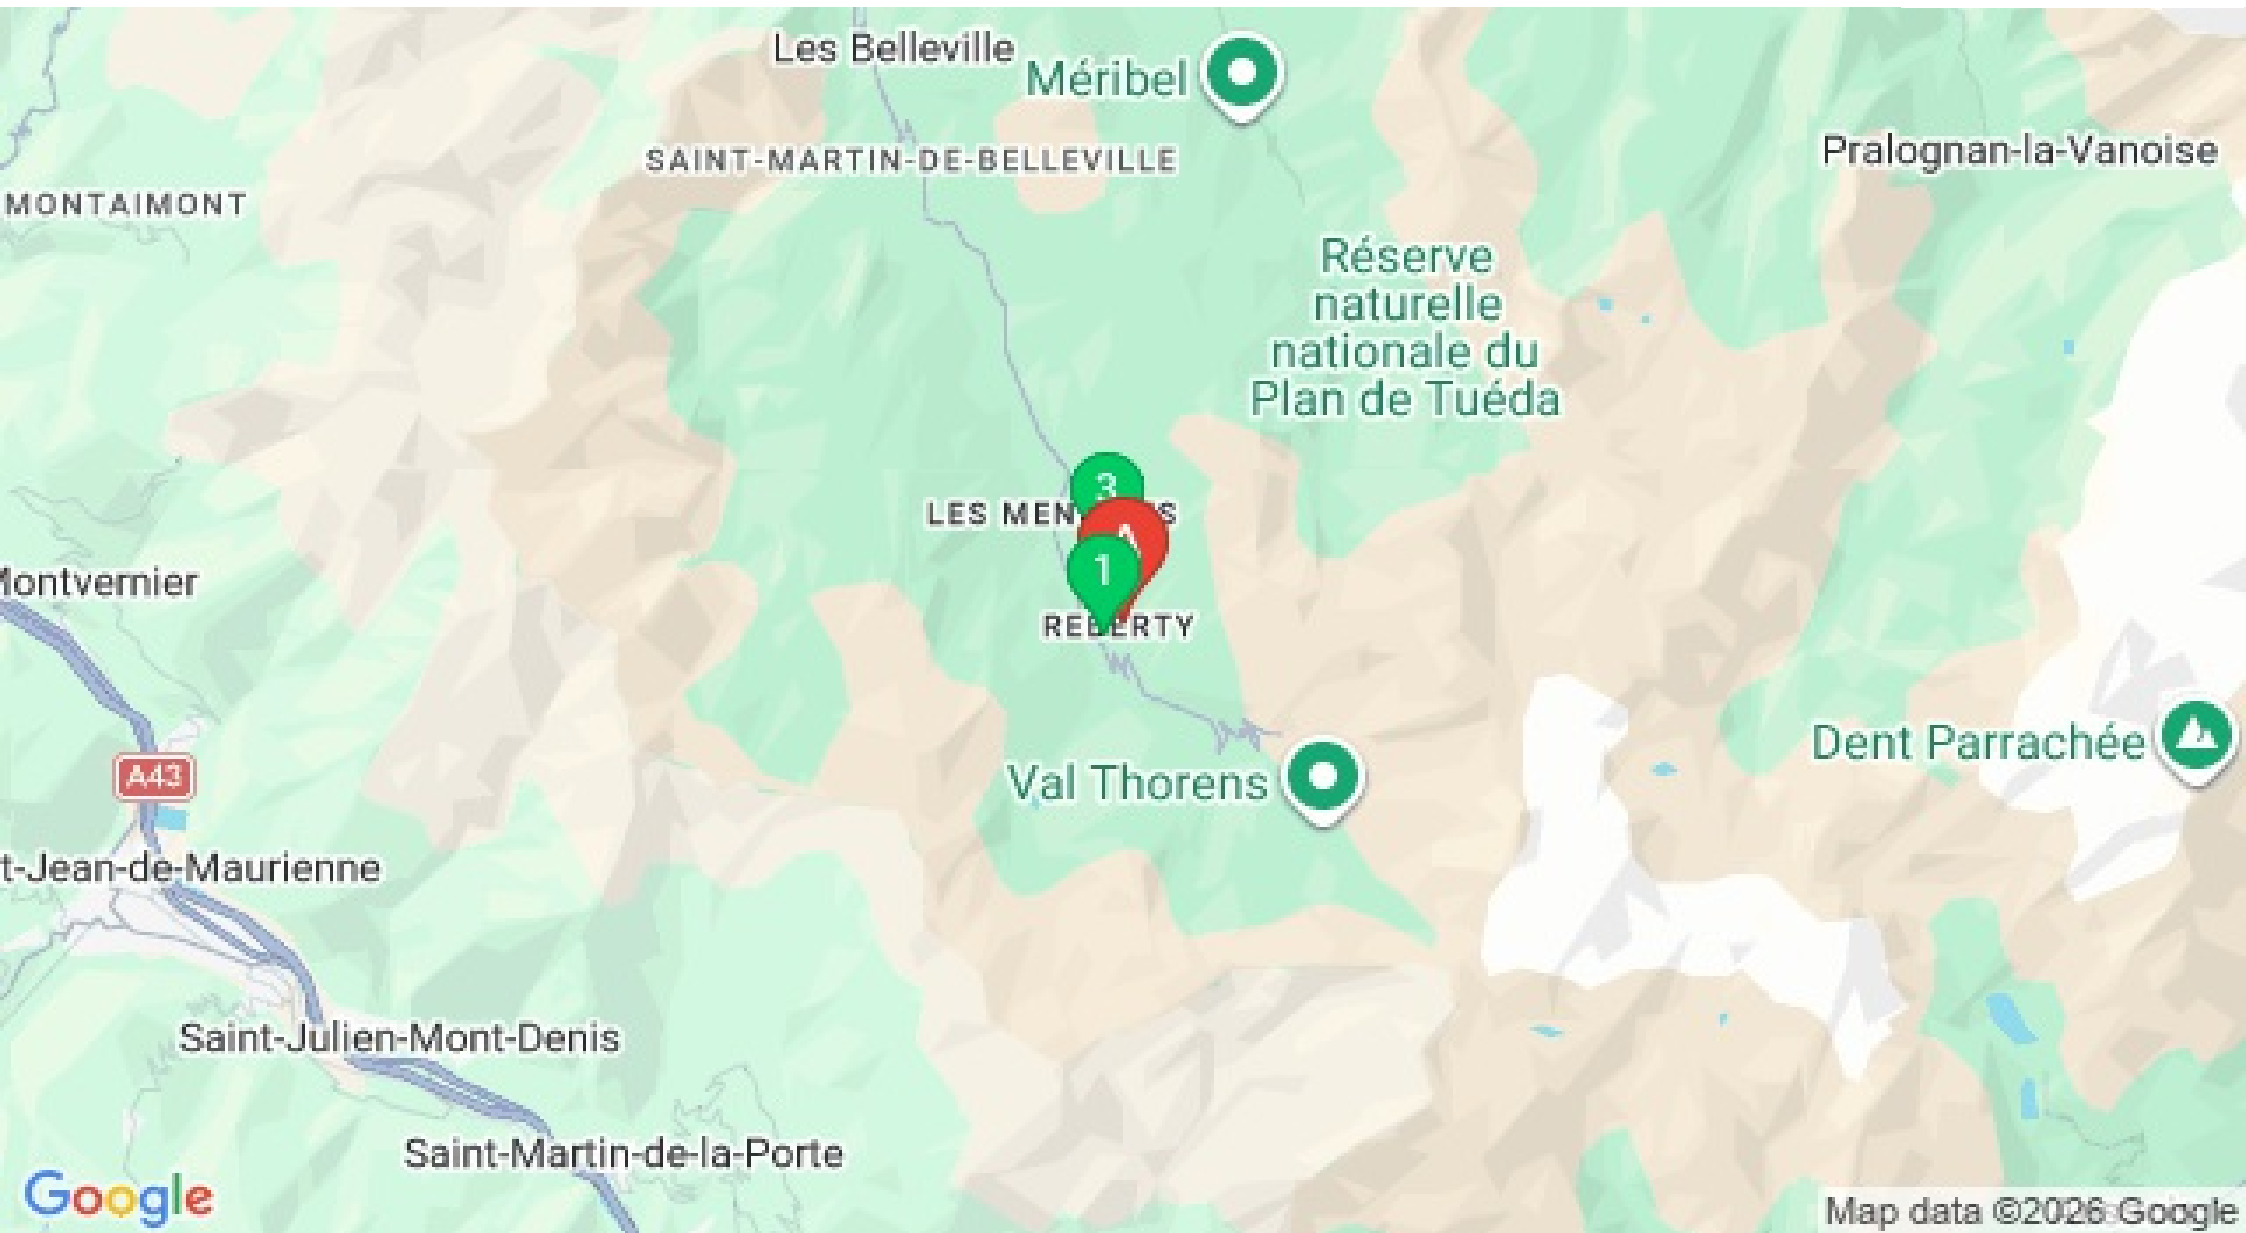 Les Belleville
Méribel
SAINT-MARTIN-DE-BELLEVILLE
Pralognan-la-Vanoise
MONTAIMONT
Réserve
naturelle
nationale du
Plan de Tuéda
3
LES MEN S
A
1
Montvernier
REBERTY
Val Thorens
Dent Parrachée
A43
t-Jean-de-Maurienne
Saint-Julien-Mont-Denis
Saint-Martin-de-la-Porte
Google
Map data ©2026 Google